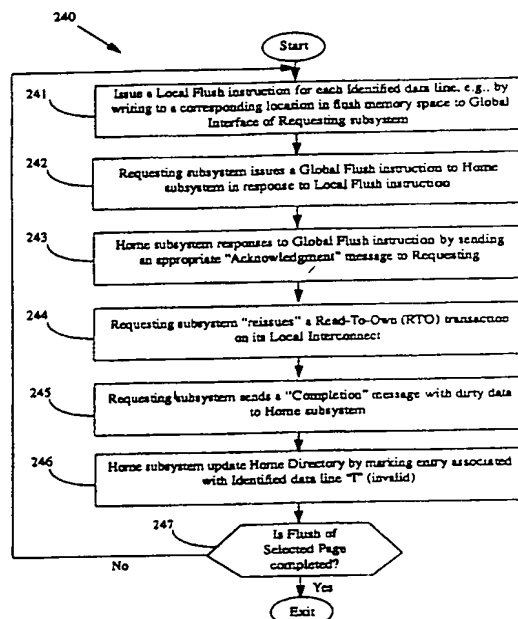 240
Start
241
Issue a Local Flush instruction for each Identified data line, e.g., by
writing to a corresponding location in flush memory space to Global
Interface of Requesting subsystem
242
Requesting subsystem issues a Global Flush instruction to Home
subsystem in response to Local Flush instruction
243
Home subsystem responses to Global Flush instruction by sending
an appropriate "Acknowledgment" message to Requesting
244
Requesting subsystem "reissues" a Read-To-Own (RTO) transaction
on its Local Interconnect
245
Requesting subsystem sends a "Completion" message with dirty data
to Home subsystem
246
Home subsystem update Home Directory by marking entry associated
with Identified data line "I" (invalid)
247
Is Flush of
Selected Page
completed?
No
Yes
Exit